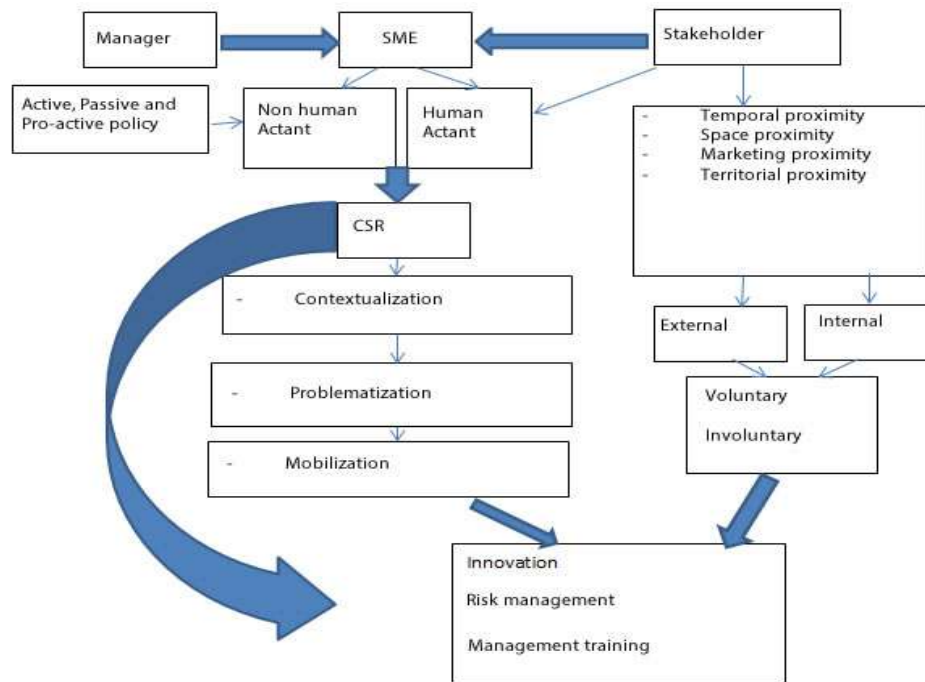 Manager
SME
Stakeholder
Active, Passive and
Pro-active policy
Non human
Actant
Human
Actant
- Temporal proximity
- Space proximity
- Marketing proximity
- Territorial proximity
CSR
- Contextualization
External
Internal
- Problematization
Voluntary
Involuntary
- Mobilization
Innovation
Risk management
Management training